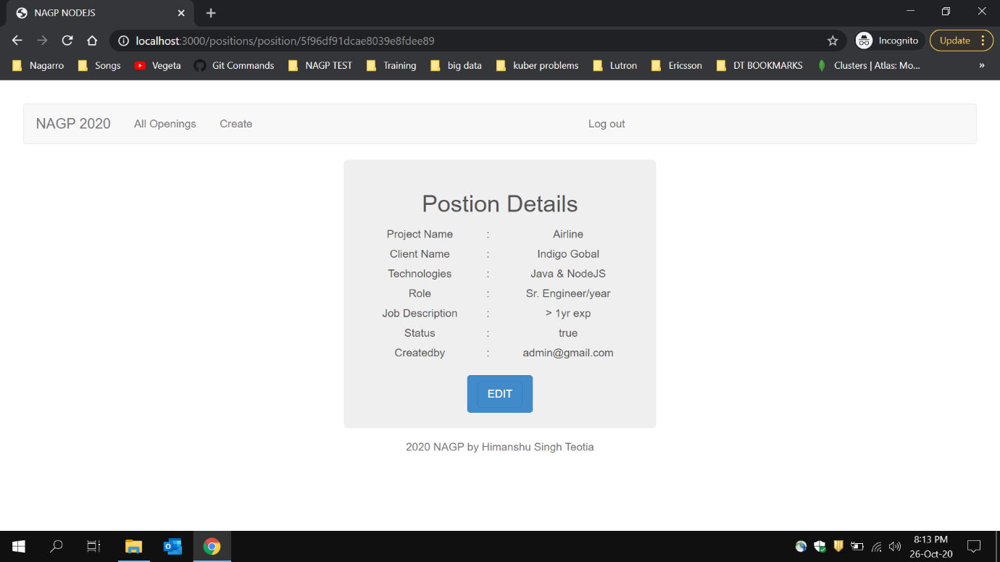 NAGP NODEJS
localhost:3000/positions/position/5f96df91dcae8039e8fdee89
Incognito
Update
Nagarro Songs Vegeta Git Commands NAGP TEST Training big data kuber problems Lutron Ericsson DT BOOKMARKS Clusters | Atlas: Mo... »
NAGP 2020 All Openings Create Log out
Postion Details
Project Name : Airline
Client Name : Indigo Gobal
Technologies : Java & NodeJS
Role : Sr. Engineer/year
Job Description : > 1yr exp
Status : true
Createdby : admin@gmail.com
EDIT
2020 NAGP by Himanshu Singh Teotia
8:13 PM
26-Oct-20